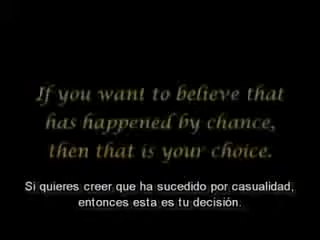 If you want to believe that
has happened by chance,
then that is your choice.
Si quieres creer que ha sucedido por casualidad,
entonces esta es tu decisión.